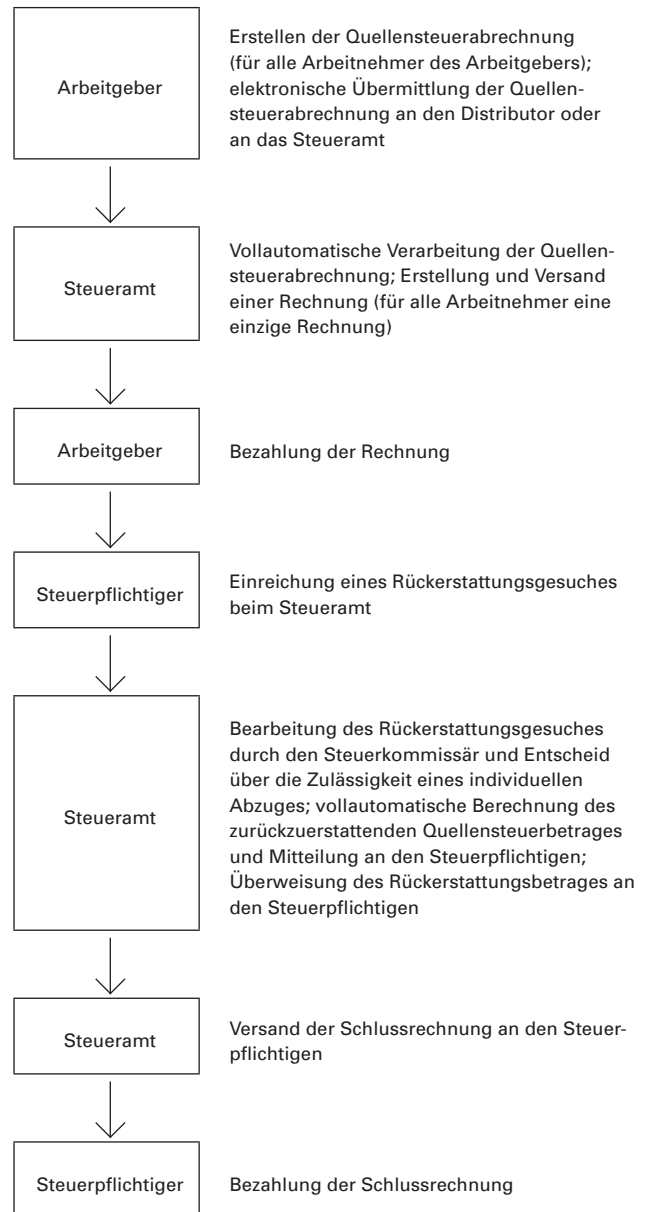 Arbeitgeber
Erstellen der Quellensteuerabrechnung
(für alle Arbeitnehmer des Arbeitgebers);
elektronische Übermittlung der Quellen-
steuerabrechnung an den Distributor oder
an das Steueramt
Steueramt
Vollautomatische Verarbeitung der Quellen-
steuerabrechnung; Erstellung und Versand
einer Rechnung (für alle Arbeitnehmer eine
einzige Rechnung)
Arbeitgeber
Bezahlung der Rechnung
Steuerpflichtiger
Einreichung eines Rückerstattungsgesuches
beim Steueramt
Steueramt
Bearbeitung des Rückerstattungsgesuches
durch den Steuerkommissär und Entscheid
über die Zulässigkeit eines individuellen
Abzuges; vollautomatische Berechnung des
zurückzuerstattenden Quellensteuerbetrages
und Mitteilung an den Steuerpflichtigen;
Überweisung des Rückerstattungsbetrages an
den Steuerpflichtigen
Steueramt
Versand der Schlussrechnung an den Steuer-
pflichtigen
Steuerpflichtiger
Bezahlung der Schlussrechnung